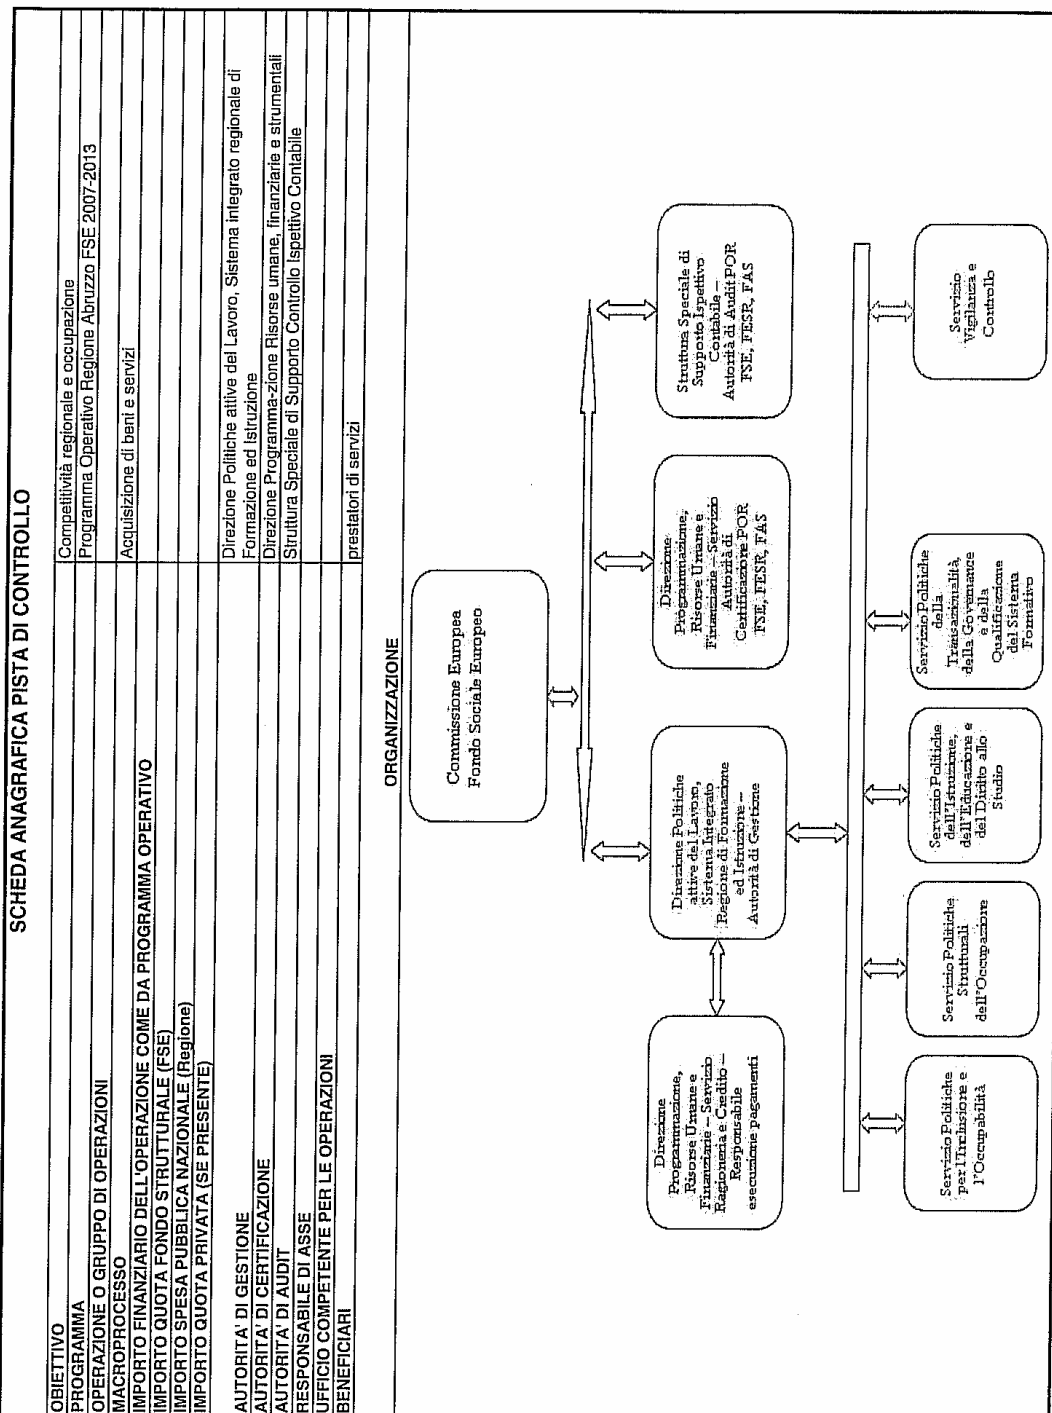 SCHEDA ANAGRAFICA PISTA DI CONTROLLO
OBIETTIVO Competitività regionale e occupazione
PROGRAMMA Programma Operativo Regione Abruzzo FSE 2007-2013
OPERAZIONE O GRUPPO DI OPERAZIONI
MACROPROCESSO Acquisizione di beni e servizi
IMPORTO FINANZIARIO DELL'OPERAZIONE COME DA PROGRAMMA OPERATIVO
IMPORTO QUOTA FONDO STRUTTURALE (FSE)
IMPORTO SPESA PUBBLICA NAZIONALE (Regione)
IMPORTO QUOTA PRIVATA (SE PRESENTE)
Direzione Politiche attive del Lavoro, Sistema integrato regionale di
AUTORITA' DI GESTIONE Formazione ed Istruzione
AUTORITA' DI CERTIFICAZIONE Direzione Programma-zione Risorse umane, finanziarie e strumentali
AUTORITA' DI AUDIT Struttura Speciale di Supporto Controllo Ispettivo Contabile
RESPONSABILE DI ASSE
UFFICIO COMPETENTE PER LE OPERAZIONI
BENEFICIARI prestatori di servizi
ORGANIZZAZIONE
Commissione Europea
Fondo Sociale Europeo
Direzione
Programmazione,
Risorse Umane e
Finanziarie – Servizio
Ragioneria e Credito –
Responsabile
esecuzione pagamenti
Direzione Politiche
attive del Lavoro,
Sistema Integrato
Regione di Formazione
ed Istruzione –
Autorità di Gestione
Direzione
Programmazione,
Risorse Umane e
Finanziarie – Servizio
Autorità di
Certificazione POR
FSE, FESR, FAS
Struttura Speciale di
Supporto Ispettivo
Contabile –
Autorità di Audit POR
FSE, FESR, FAS
Servizio Politiche
per l'Inclusione e
l'Occupabilità
Servizio Politiche
Strutturali
dell'Occupazione
Servizio Politiche
dell'Istruzione,
dell'Educazione e
del Diritto allo
Studio
Servizio Politiche
della
Transazionalità,
della Governance
e della
Qualificazione
del Sistema
Formativo
Servizio
Vigilanza e
Controllo